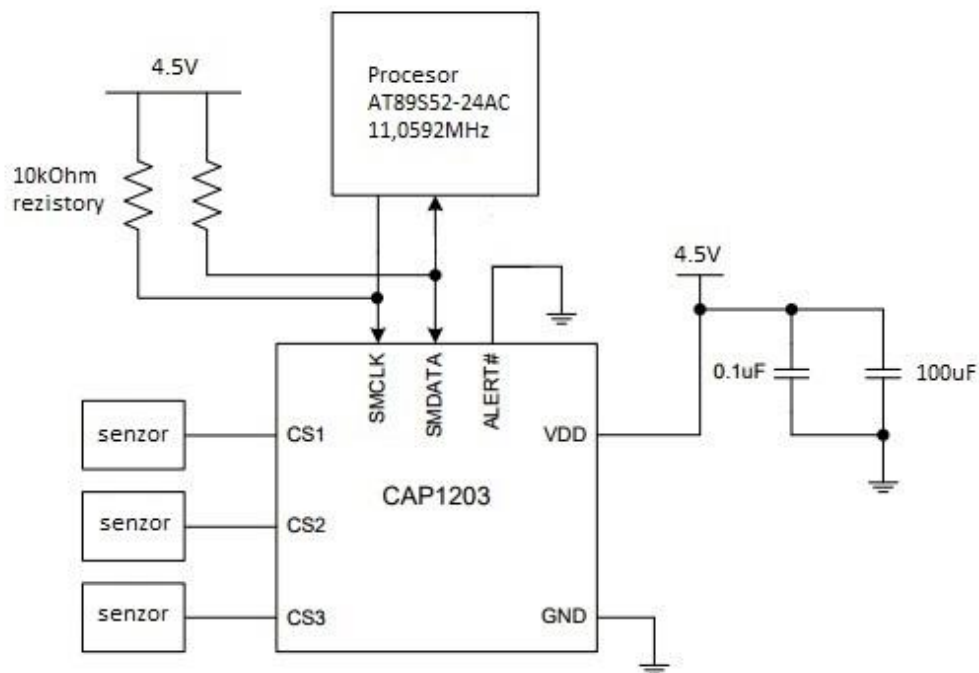 4.5V
Procesor
AT89S52-24AC
11,0592MHz
10kOhm
rezistory
4.5V
0.1uF
100uF
SMCLK
SMDATA
ALERT#
senzor
CS1
VDD
CAP1203
senzor
CS2
senzor
CS3
GND